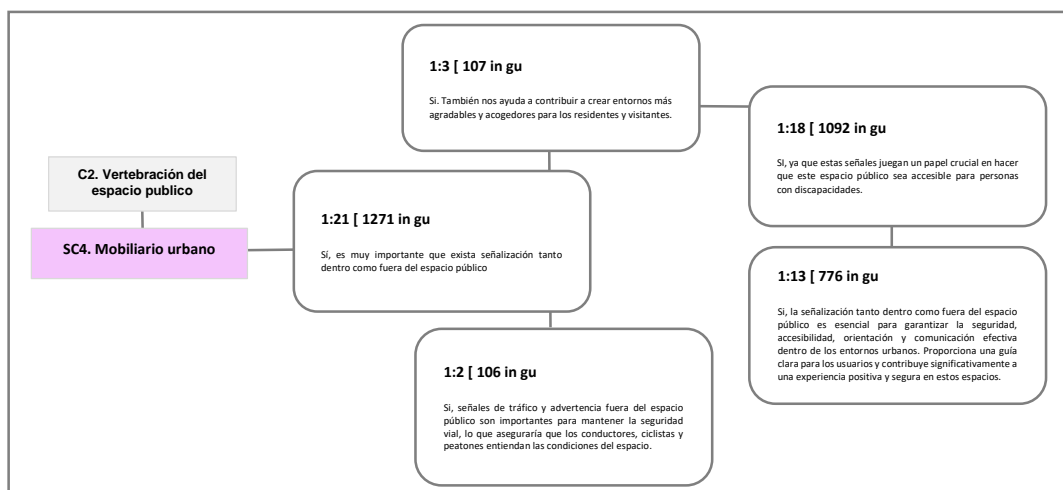 1:3 [ 107 in gu
Si. También nos ayuda a contribuir a crear entornos más
agradables y acogedores para los residentes y visitantes.
1:18 [ 1092 in gu
SI, ya que estas señales juegan un papel crucial en hacer
que este espacio público sea accesible para personas
con discapacidades.
C2. Vertebración del
espacio publico
SC4. Mobiliario urbano
1:21 [ 1271 in gu
Sí, es muy importante que exista señalización tanto
dentro como fuera del espacio público
1:13 [ 776 in gu
Si, la señalización tanto dentro como fuera del espacio
público es esencial para garantizar la seguridad,
accesibilidad, orientación y comunicación efectiva
dentro de los entornos urbanos. Proporciona una guía
clara para los usuarios y contribuye significativamente a
una experiencia positiva y segura en estos espacios.
1:2 [ 106 in gu
Si, señales de tráfico y advertencia fuera del espacio
público son importantes para mantener la seguridad
vial, lo que aseguraría que los conductores, ciclistas y
peatones entiendan las condiciones del espacio.